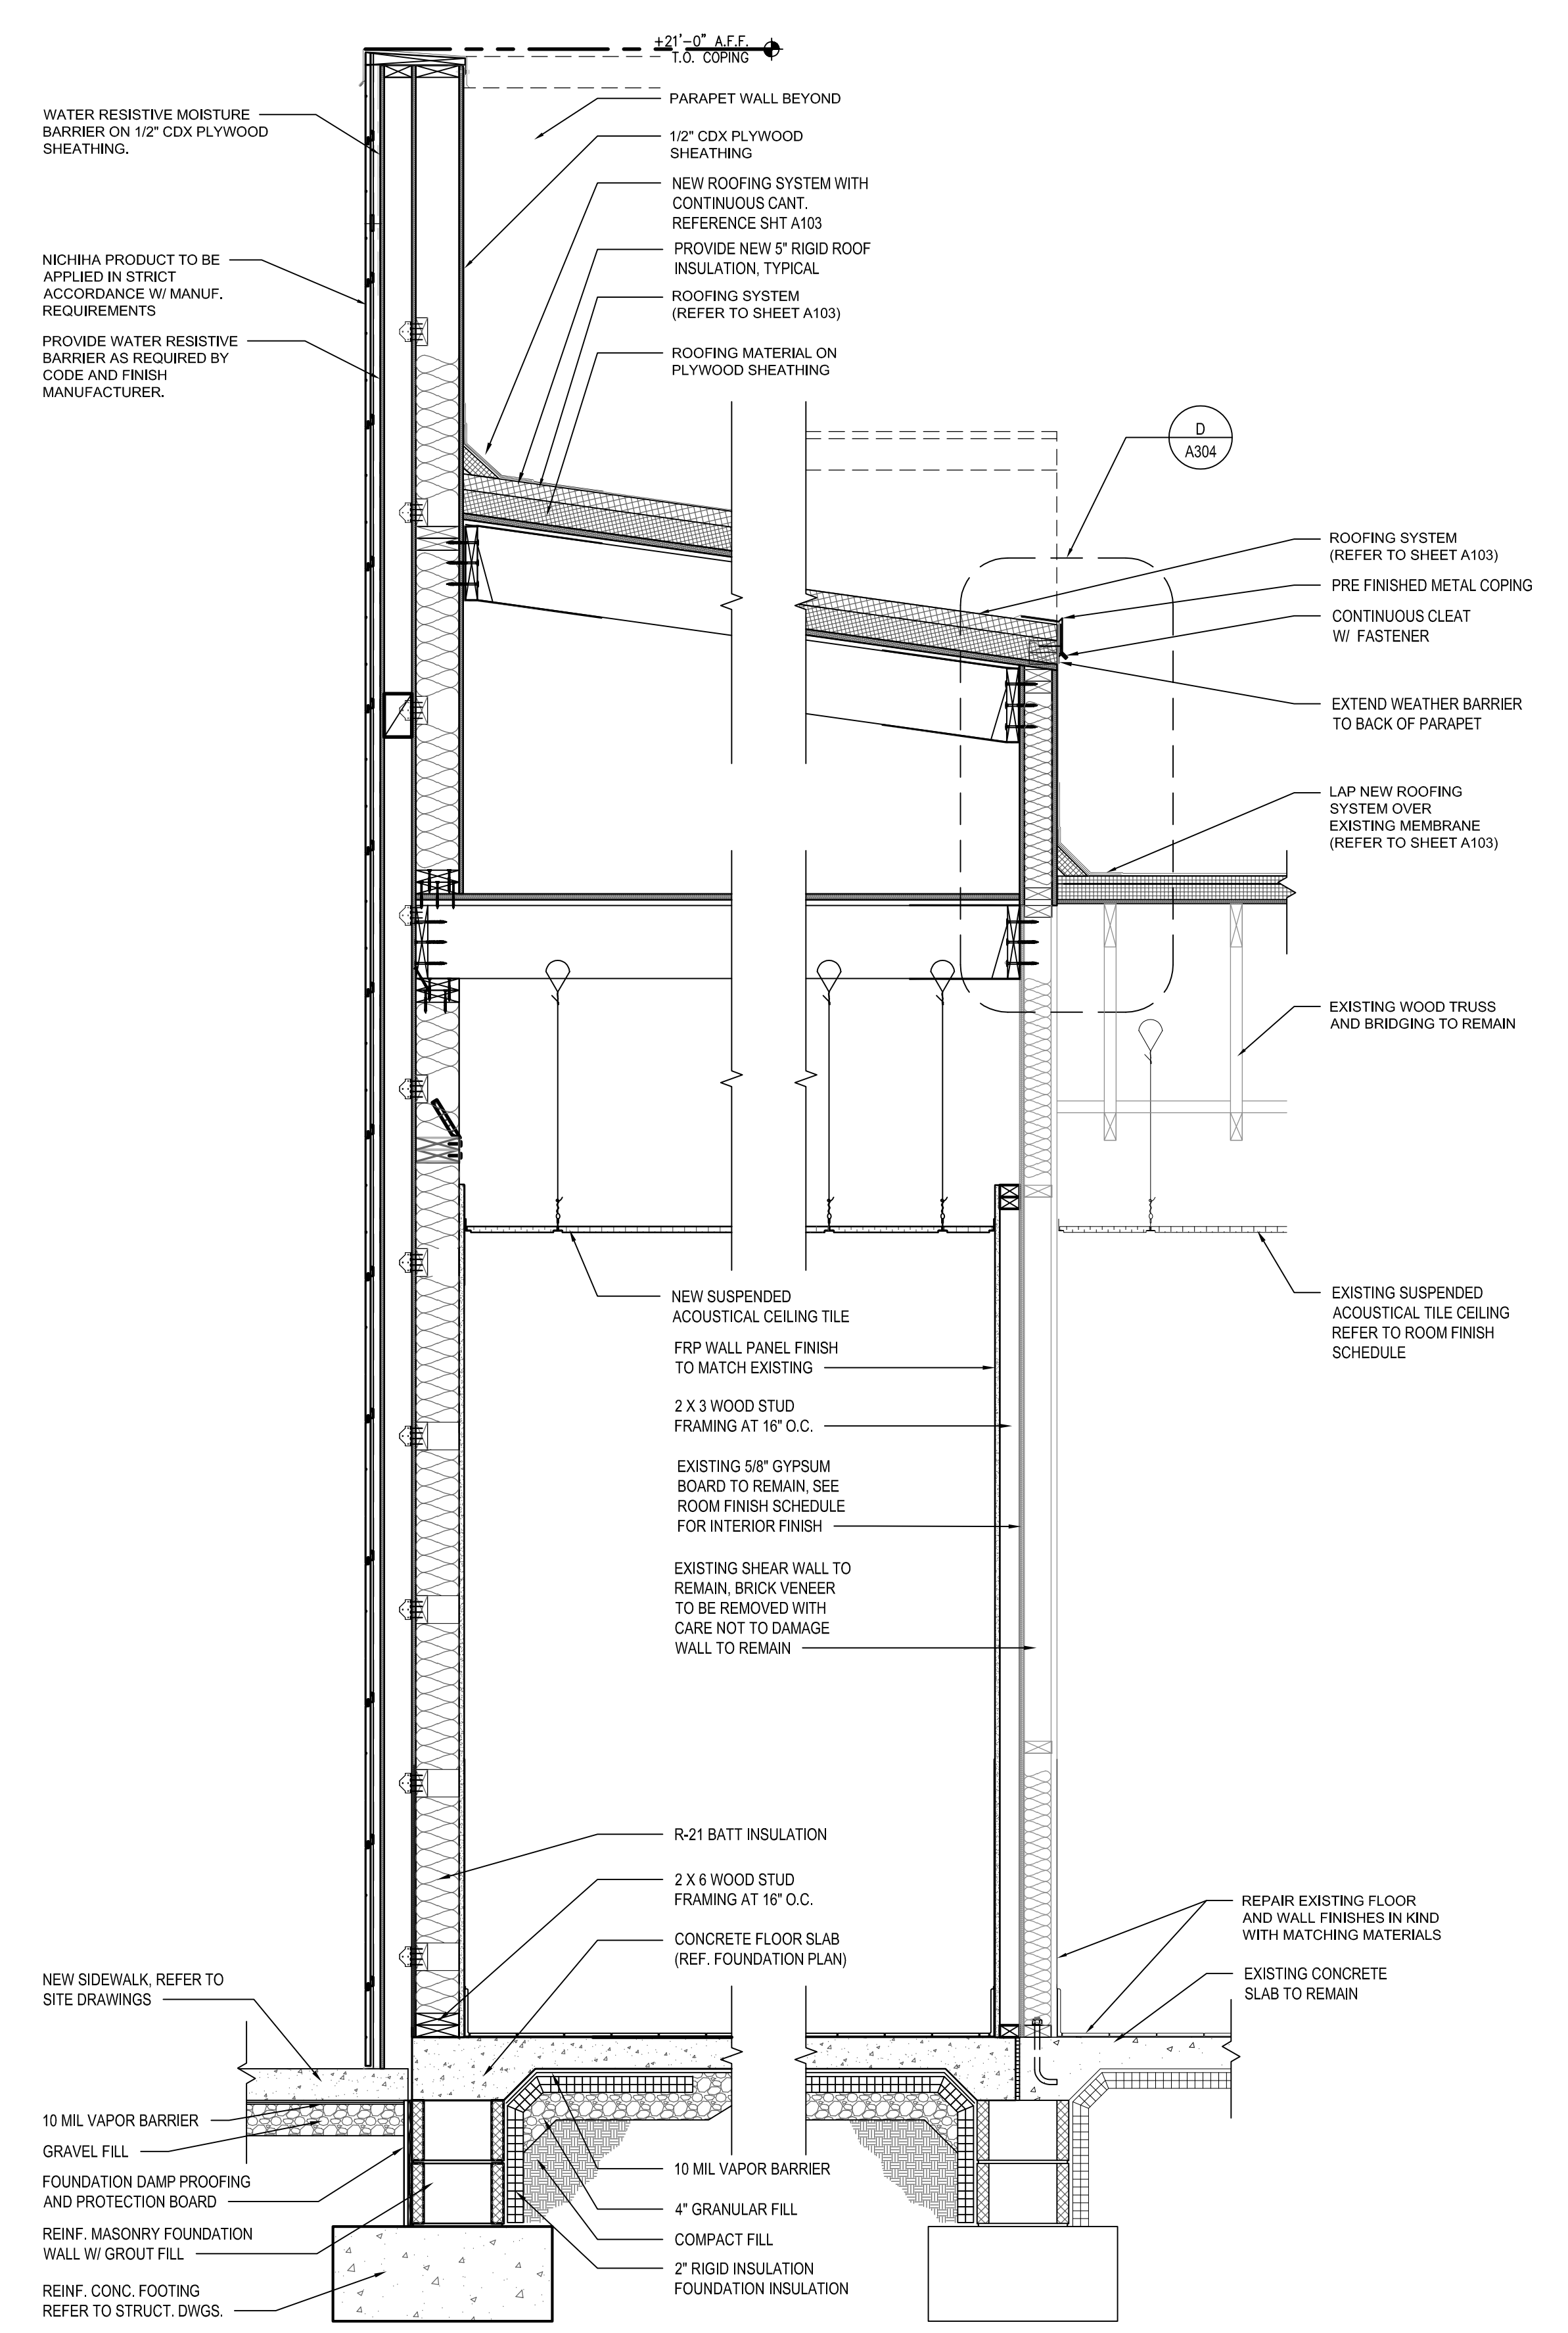 +21'-0" A.F.F.
T.O. COPING
WATER RESISTIVE MOISTURE
BARRIER ON 1/2" CDX PLYWOOD
SHEATHING.
NICHIHA PRODUCT TO BE
APPLIED IN STRICT
ACCORDANCE W/ MANUF.
REQUIREMENTS
PROVIDE WATER RESISTIVE
BARRIER AS REQUIRED BY
CODE AND FINISH
MANUFACTURER.
PARAPET WALL BEYOND
1/2" CDX PLYWOOD
SHEATHING
NEW ROOFING SYSTEM WITH
CONTINUOUS CANT.
REFERENCE SHT A103
PROVIDE NEW 5" RIGID ROOF
INSULATION, TYPICAL
ROOFING SYSTEM
(REFER TO SHEET A103)
ROOFING MATERIAL ON
PLYWOOD SHEATHING
D
A304
ROOFING SYSTEM
(REFER TO SHEET A103)
PRE FINISHED METAL COPING
CONTINUOUS CLEAT
W/ FASTENER
EXTEND WEATHER BARRIER
TO BACK OF PARAPET
LAP NEW ROOFING
SYSTEM OVER
EXISTING MEMBRANE
(REFER TO SHEET A103)
EXISTING WOOD TRUSS
AND BRIDGING TO REMAIN
EXISTING SUSPENDED
ACOUSTICAL TILE CEILING
REFER TO ROOM FINISH
SCHEDULE
NEW SUSPENDED
ACOUSTICAL CEILING TILE
FRP WALL PANEL FINISH
TO MATCH EXISTING
2 X 3 WOOD STUD
FRAMING AT 16" O.C.
EXISTING 5/8" GYPSUM
BOARD TO REMAIN, SEE
ROOM FINISH SCHEDULE
FOR INTERIOR FINISH
EXISTING SHEAR WALL TO
REMAIN, BRICK VENEER
TO BE REMOVED WITH
CARE NOT TO DAMAGE
WALL TO REMAIN
R-21 BATT INSULATION
2 X 6 WOOD STUD
FRAMING AT 16" O.C.
CONCRETE FLOOR SLAB
(REF. FOUNDATION PLAN)
REPAIR EXISTING FLOOR
AND WALL FINISHES IN KIND
WITH MATCHING MATERIALS
EXISTING CONCRETE
SLAB TO REMAIN
NEW SIDEWALK, REFER TO
SITE DRAWINGS
10 MIL VAPOR BARRIER
GRAVEL FILL
FOUNDATION DAMP PROOFING
AND PROTECTION BOARD
REINF. MASONRY FOUNDATION
WALL W/ GROUT FILL
REINF. CONC. FOOTING
REFER TO STRUCT. DWGS.
10 MIL VAPOR BARRIER
4" GRANULAR FILL
COMPACT FILL
2" RIGID INSULATION
FOUNDATION INSULATION